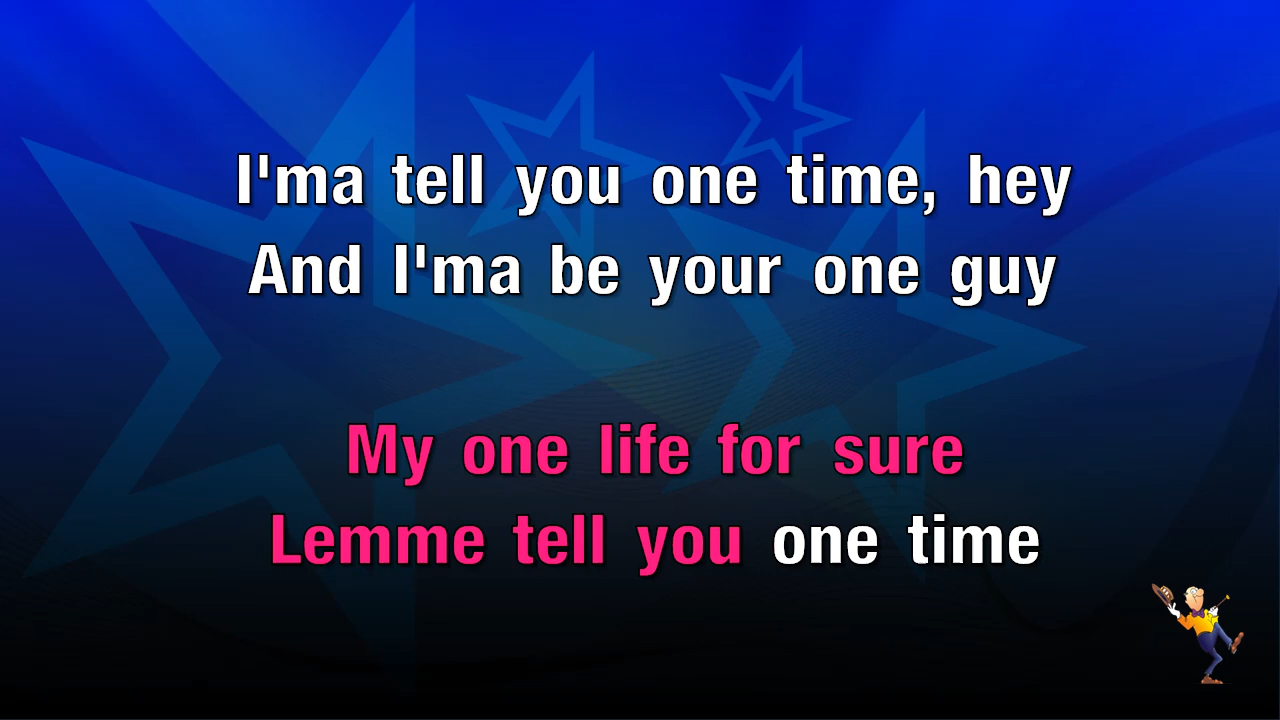 I'ma tell you one time, hey
And I'ma be your one guy
My one life for sure
Lemme tell you one time